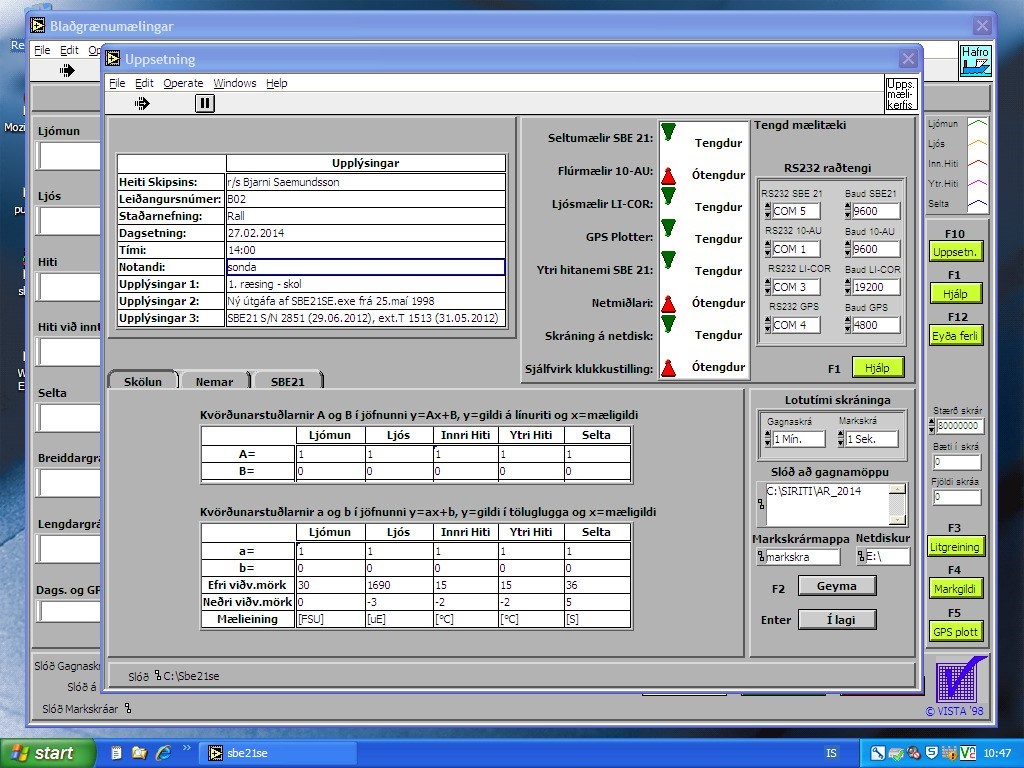 Blaðgrænumælingar
File Edit
Hafro
Uppsetning
File Edit Operate Windows Help
Upps. mæli- kerfis
Upplýsingar
Heiti Skipsins: r/s Bjarni Saemundsson
Leiðangursnúmer: B02
Staðarnefning: Rall
Dagsetning: 27.02.2014
Tími: 14:00
Notandi: sonda
Upplýsingar 1: 1. ræsing - skol
Upplýsingar 2: Ný útgáfa af SBE21SE.exe frá 25.maí 1998
Upplýsingar 3: SBE21 S/N 2851 (29.06.2012), ext.T 1513 (31.05.2012)
Seltumælir SBE 21: Tengdur
Flúrmælir 10-AU: Ótengdur
Ljósmælir LI-COR: Tengdur
GPS Plotter: Tengdur
Ytri hitanemi SBE 21: Tengdur
Netmiðlari: Ótengdur
Skráning á netdisk: Tengdur
Sjálfvirk klukkustilling: Ótengdur
Tengd mælitæki
RS232 raðtengi
RS232 SBE 21 Baud SBE21
COM 5 9600
RS232 10-AU Baud 10-AU
COM 1 9600
RS232 LI-COR Baud LI-COR
COM 3 19200
RS232 GPS Baud GPS
COM 4 4800
F1 Hjálp
Skölun Nemar SBE21
Kvörðunarstuðlarnir A og B í jöfnunni y=Ax+B, y=gildi á línuriti og x=mæligildi
Ljómun Ljós Innri Hiti Ytri Hiti Selta
A= 1 1 1 1 1
B= 0 0 0 0 0
Kvörðunarstuðlarnir a og b í jöfnunni y=ax+b, y=gildi í töluglugga og x=mæligildi
Ljómun Ljós Innri Hiti Ytri Hiti Selta
a= 1 1 1 1 1
b= 0 0 0 0 0
Efri viðv.mörk 30 1690 15 15 36
Neðri viðv.mörk 0 -3 -2 -2 5
Mælieining [FSU] [uE] [°C] [°C] [S]
Lotutími skráninga
Gagnaskrá Markskrá
1 Mín. 1 Sek.
Slóð að gagnamöppu
C:\SIRITI\AR_2014
Markskrármappa Netdiskur
markskra E:\
F2 Geyma
Enter Í lagi
Slóð C:\Sbe21se
Ljómun
Ljós
Hiti
Hiti við innt
Selta
Breiddargrá
Lengdargrá
Dags. og GP
Slóð Gagnaskr
Slóð á
Slóð Markskráar
Ljómun
Ljós
Inn.Hiti
Ytr.Hiti
Selta
F10
Uppsetn.
F1
Hjálp
F12
Eyða ferli
Stærð skrár
80000000
Bæti í skrá
0
Fjöldi skráa
0
F3
Litgreining
F4
Markgildi
F5
GPS plott
© VISTA '98
start sbe21se IS 10:47